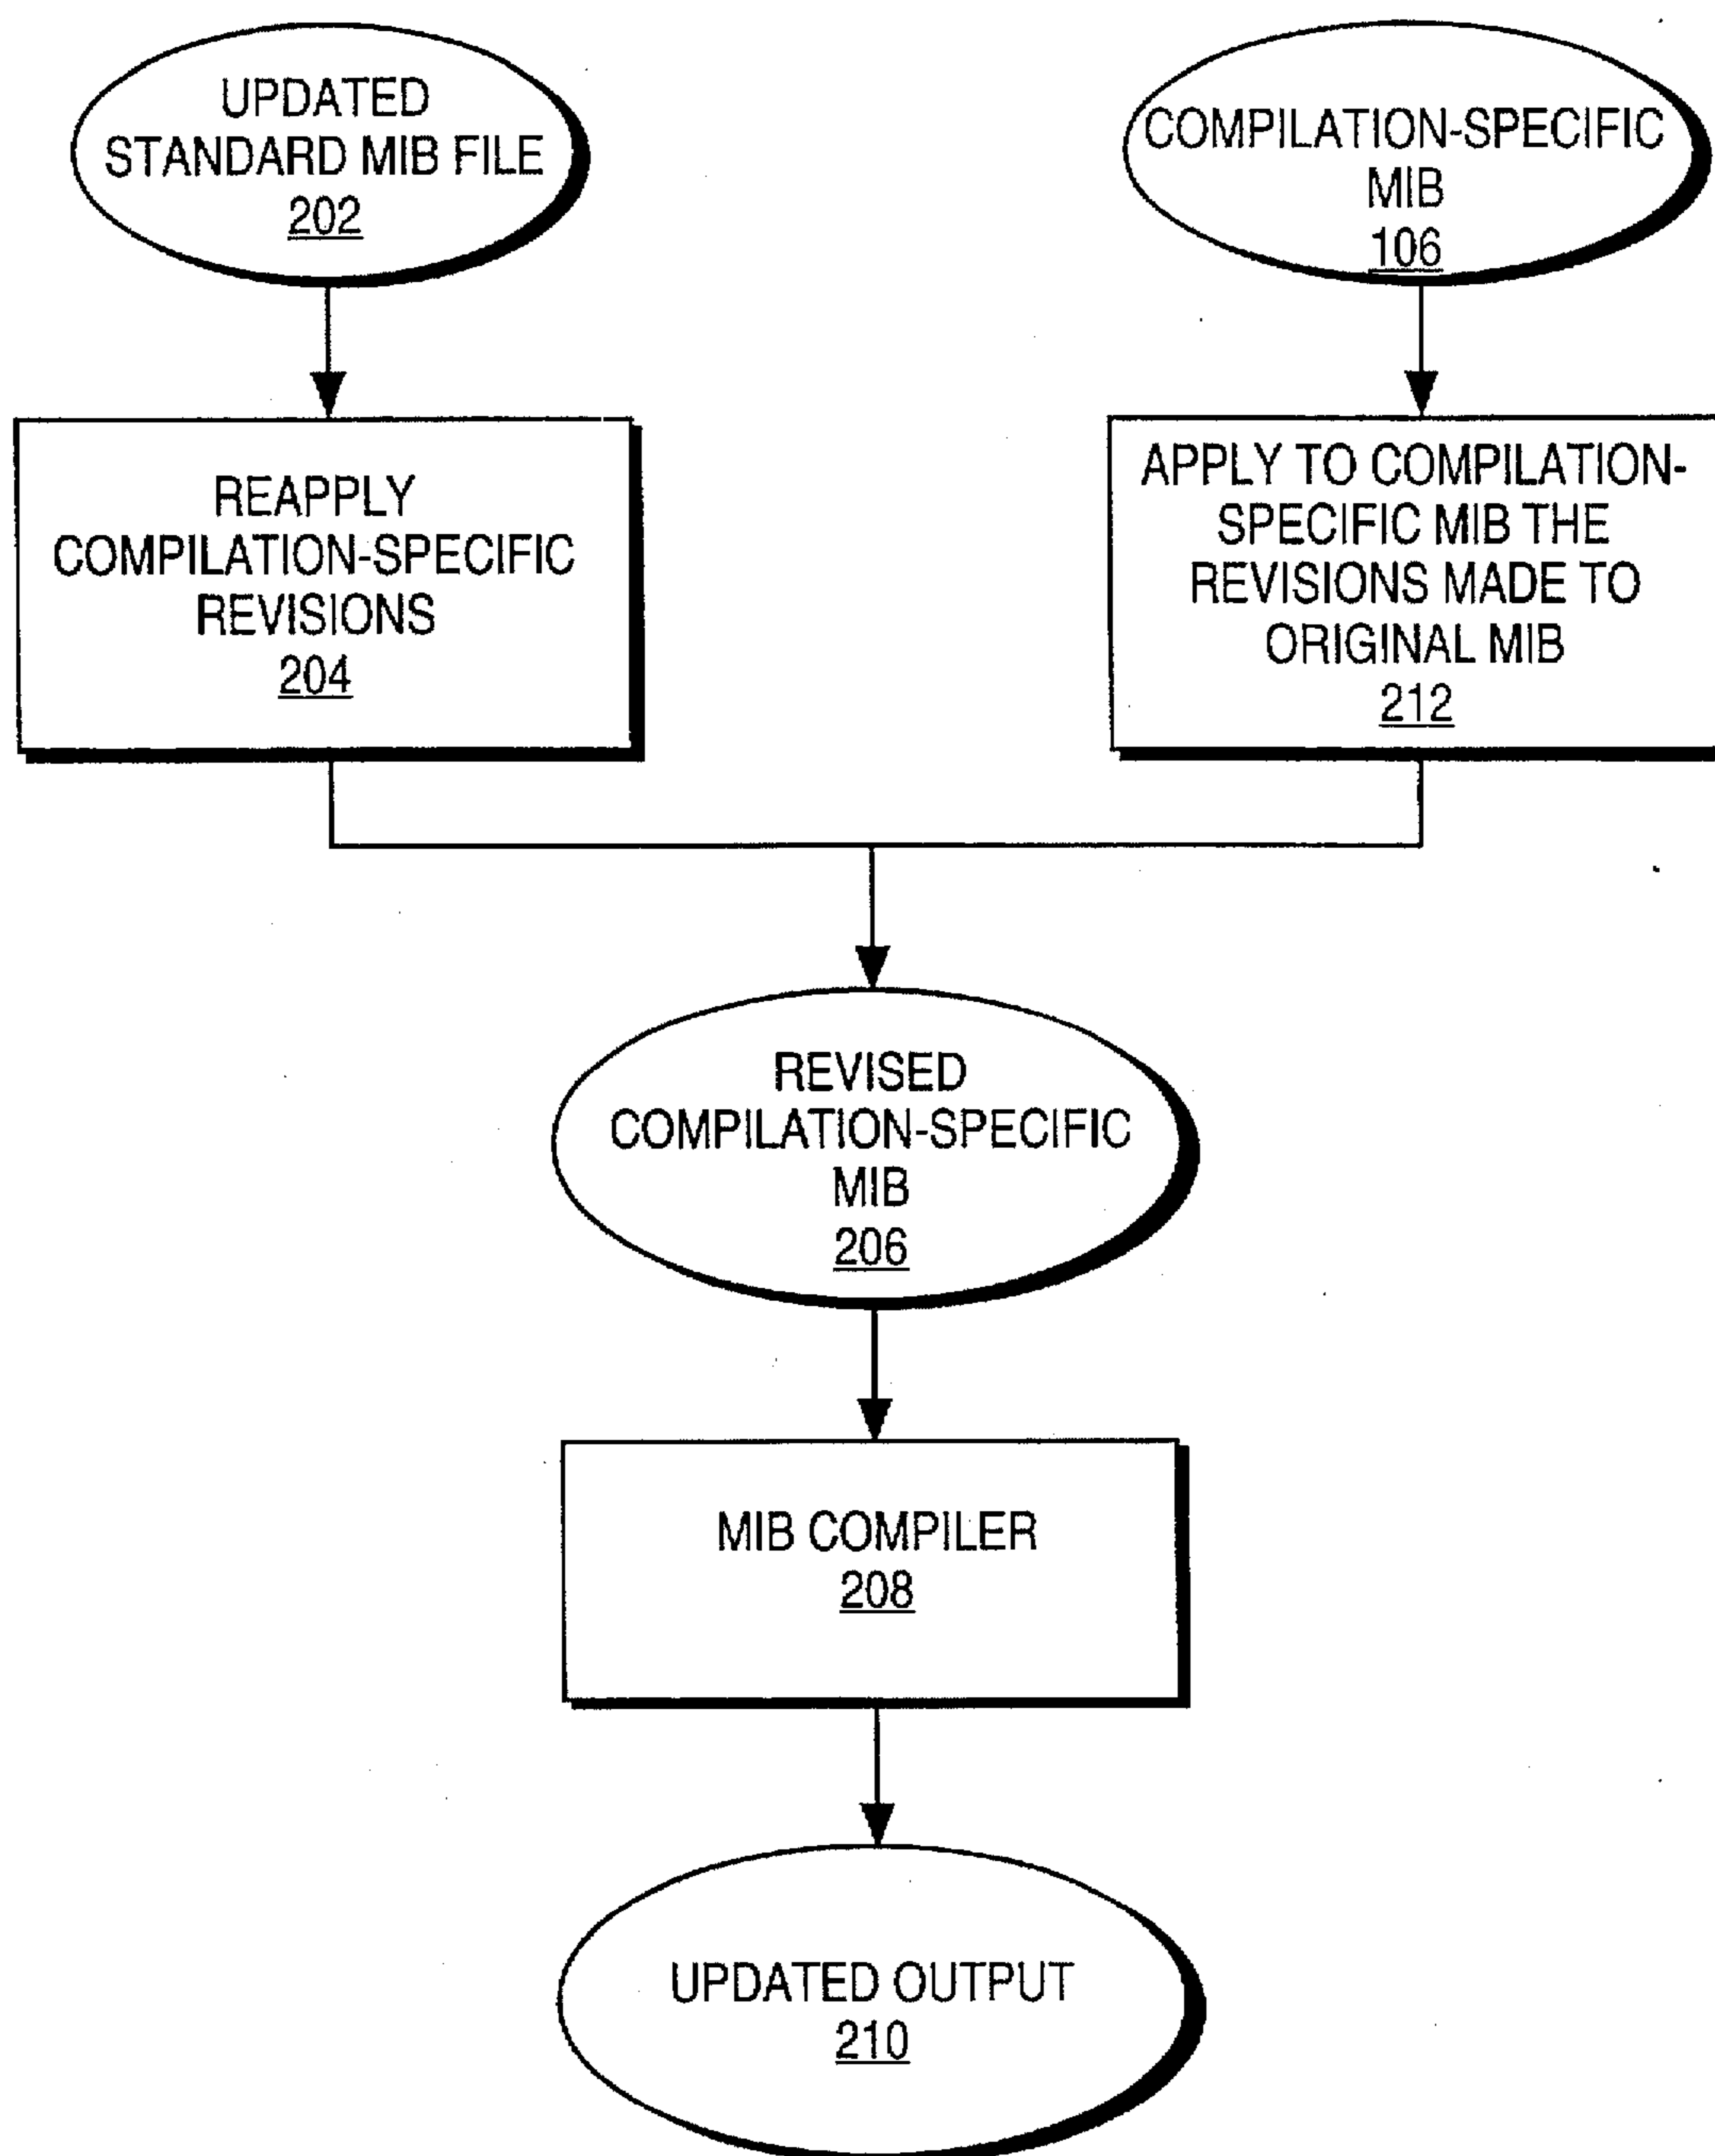 UPDATED
STANDARD MIB FILE
202
COMPILATION-SPECIFIC
MIB
106
REAPPLY
COMPILATION-SPECIFIC
REVISIONS
204
APPLY TO COMPILATION-
SPECIFIC MIB THE
REVISIONS MADE TO
ORIGINAL MIB
212
REVISED
COMPILATION-SPECIFIC
MIB
206
MIB COMPILER
208
UPDATED OUTPUT
210